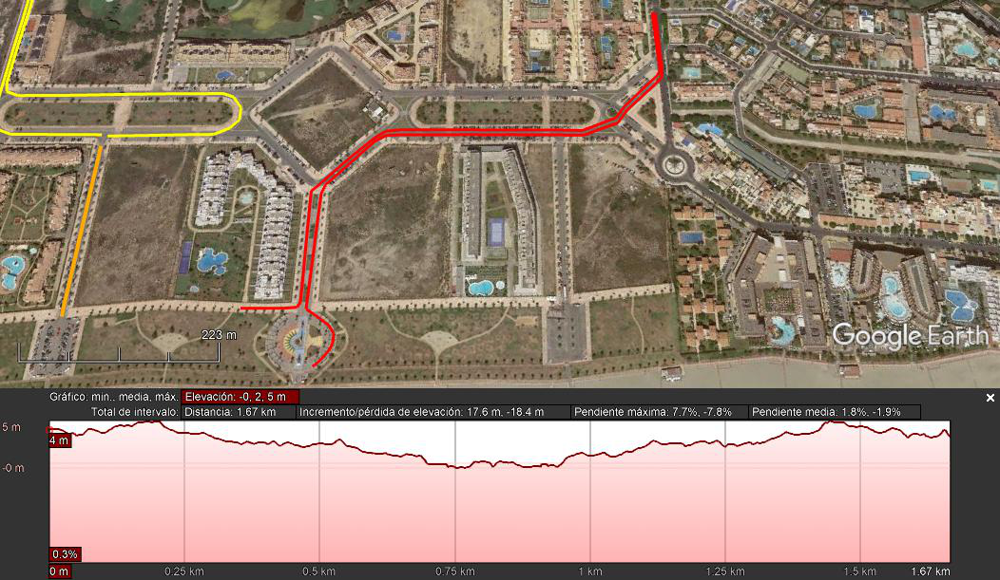 223 m
Google Earth
Gráfico: min., media, máx. Elevación: -0, 2, 5 m
Total de intervalo: Distancia: 1.67 km Incremento/pérdida de elevación: 17.6 m, -18.4 m Pendiente máxima: 7.7%, -7.8% Pendiente media: 1.8%, -1.9%
5 m
4 m
-0 m
0.3%
0 m 0.25 km 0.5 km 0.75 km 1 km 1.25 km 1.5 km 1.67 km